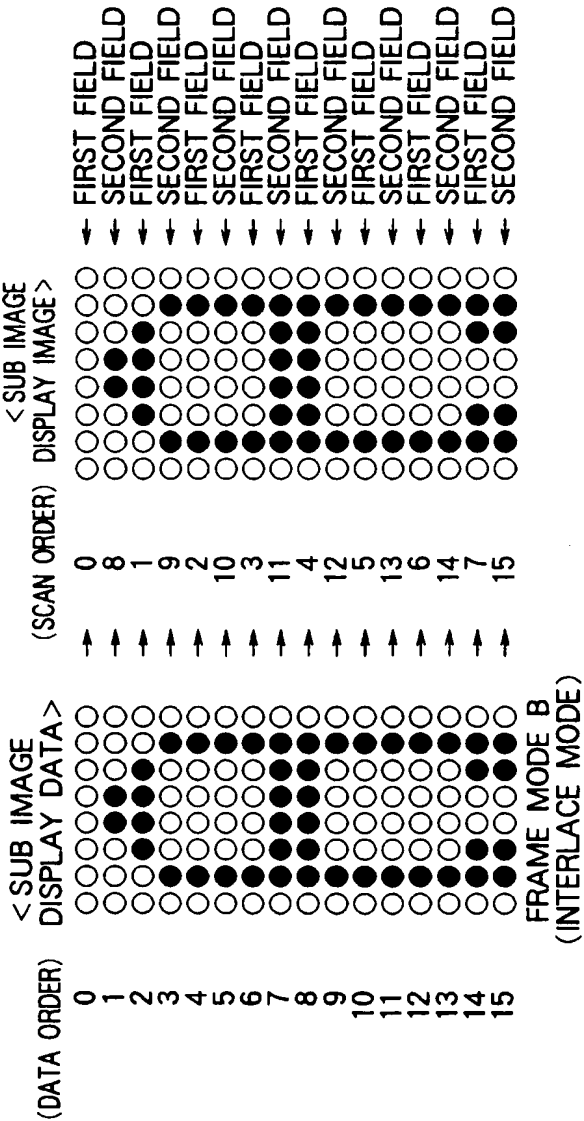 <SUB IMAGE
DISPLAY DATA>
<SUB IMAGE
DISPLAY IMAGE>
(DATA ORDER)
(SCAN ORDER)
0 0 FIRST FIELD
1 8 SECOND FIELD
2 1 FIRST FIELD
3 9 SECOND FIELD
4 2 FIRST FIELD
5 10 SECOND FIELD
6 3 FIRST FIELD
7 11 SECOND FIELD
8 4 FIRST FIELD
9 12 SECOND FIELD
10 5 FIRST FIELD
11 13 SECOND FIELD
12 6 FIRST FIELD
13 14 SECOND FIELD
14 7 FIRST FIELD
15 15 SECOND FIELD
FRAME MODE B
(INTERLACE MODE)